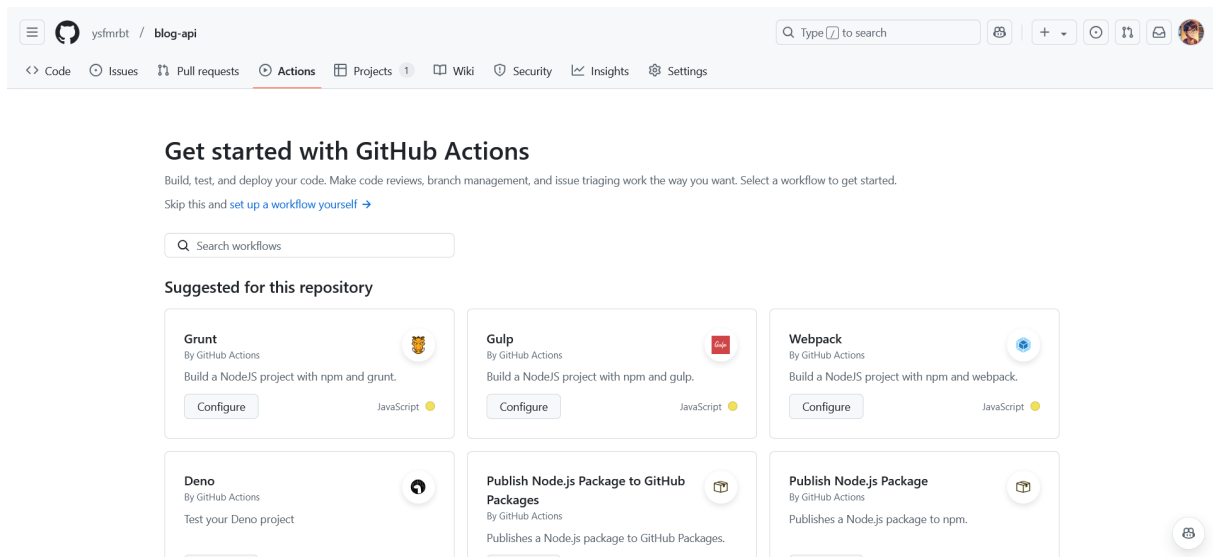 ysfmrbt / blog-api
Type / to search
Code Issues Pull requests Actions Projects 1 Wiki Security Insights Settings
Get started with GitHub Actions
Build, test, and deploy your code. Make code reviews, branch management, and issue triaging work the way you want. Select a workflow to get started.
Skip this and set up a workflow yourself →
Search workflows
Suggested for this repository
Grunt
By GitHub Actions
Build a NodeJS project with npm and grunt.
Configure
JavaScript
Gulp
By GitHub Actions
Build a NodeJS project with npm and gulp.
Configure
JavaScript
Webpack
By GitHub Actions
Build a NodeJS project with npm and webpack.
Configure
JavaScript
Deno
By GitHub Actions
Test your Deno project
Publish Node.js Package to GitHub
Packages
By GitHub Actions
Publishes a Node.js package to GitHub Packages.
Publish Node.js Package
By GitHub Actions
Publishes a Node.js package to npm.